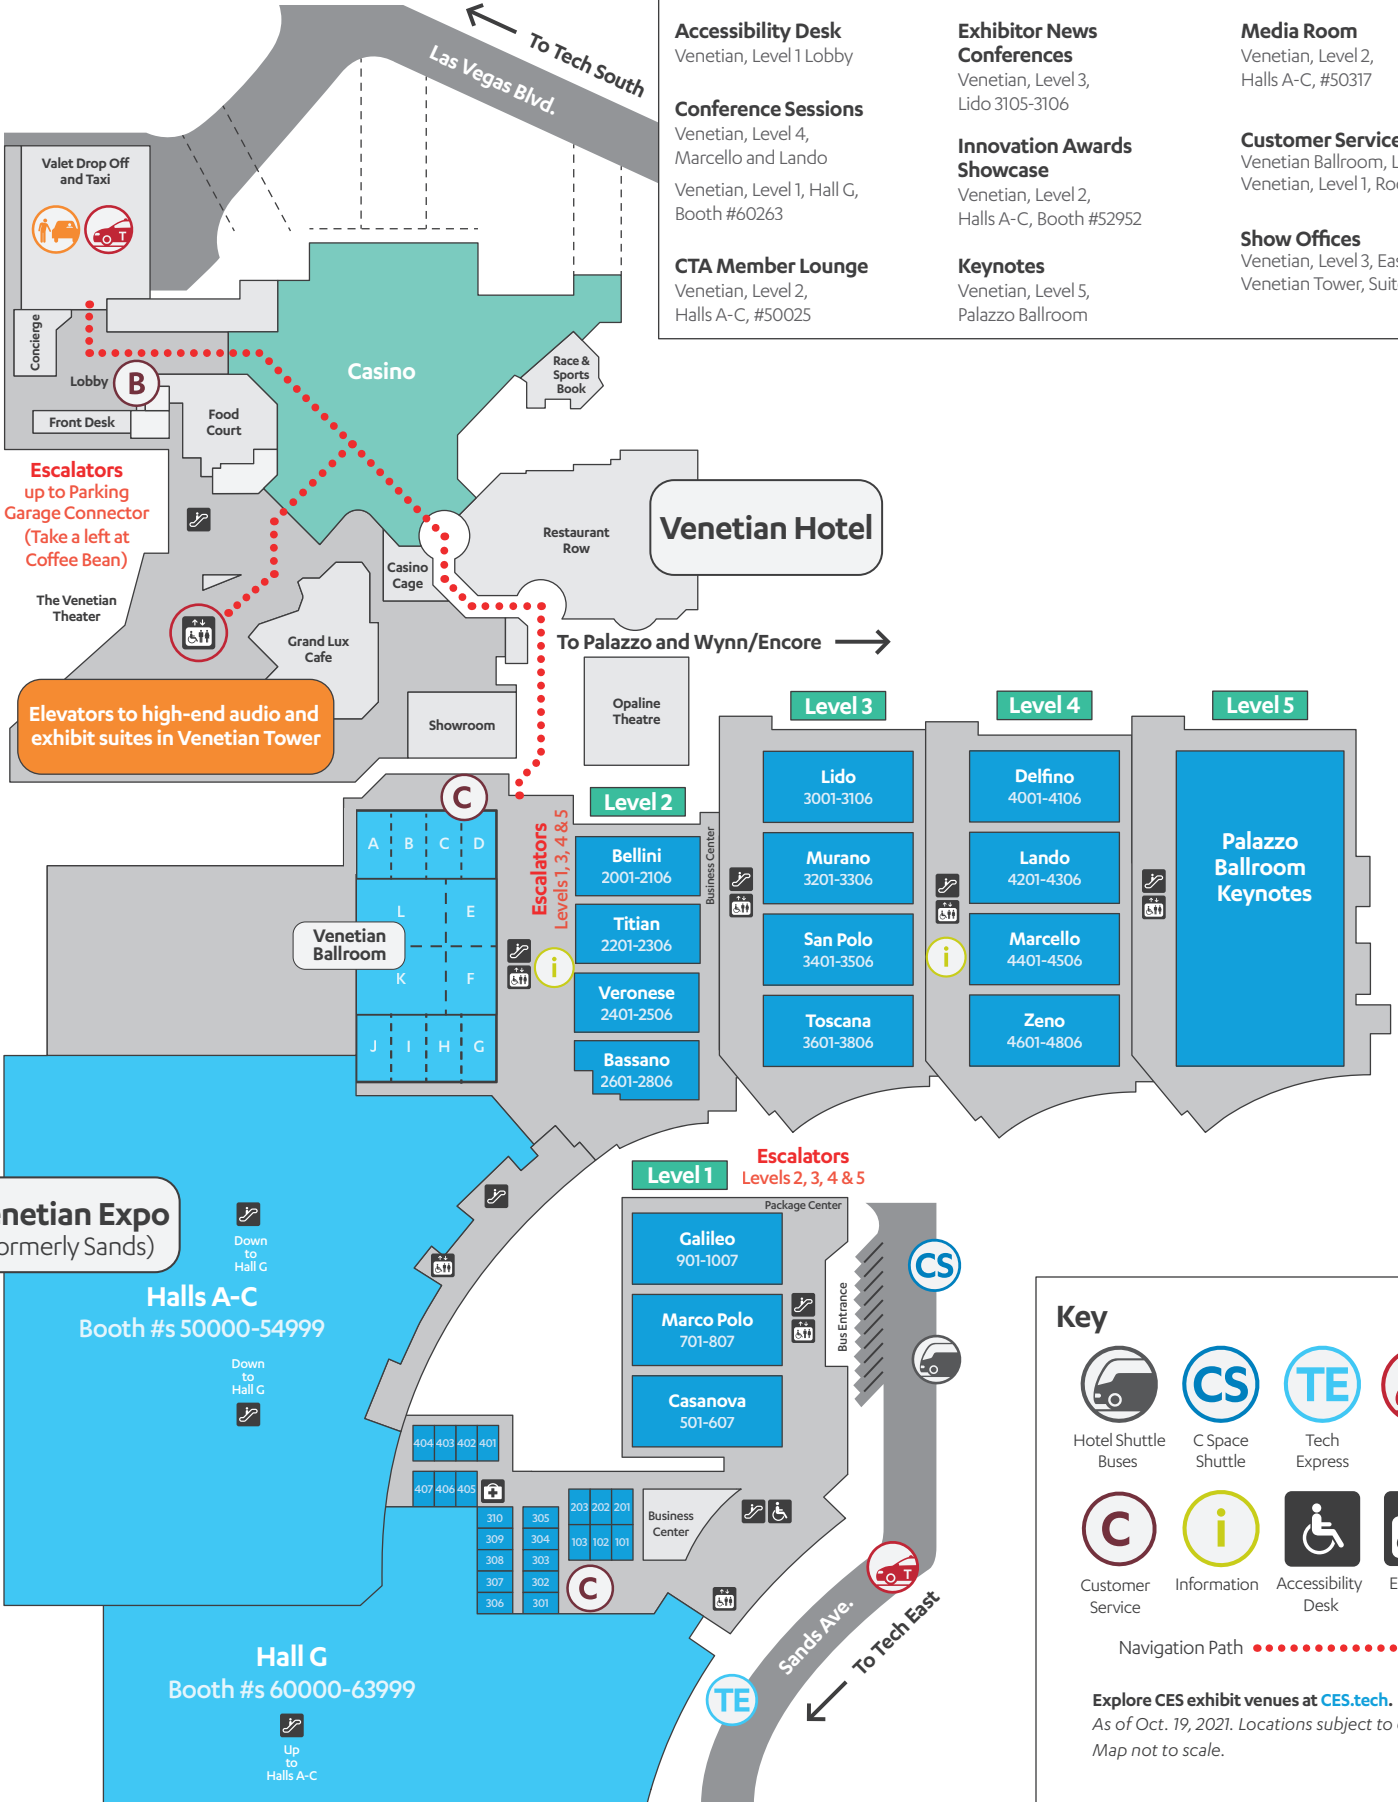 To Tech South
Las Vegas Blvd.
Accessibility Desk
Venetian, Level 1 Lobby
Conference Sessions
Venetian, Level 4,
Marcello and Lando
Venetian, Level 1, Hall G,
Booth #60263
CTA Member Lounge
Venetian, Level 2,
Halls A-C, #50025
Exhibitor News
Conferences
Venetian, Level 3,
Lido 3105-3106
Innovation Awards
Showcase
Venetian, Level 2,
Halls A-C, Booth #52952
Keynotes
Venetian, Level 5,
Palazzo Ballroom
Media Room
Venetian, Level 2,
Halls A-C, #50317
Customer Service
Venetian Ballroom, L
Venetian, Level 1, Ro
Show Offices
Venetian, Level 3, Eas
Venetian Tower, Suit
Valet Drop Off
and Taxi
T
Concierge
Lobby
B
Front Desk
Food
Court
Casino
Race &
Sports
Book
Escalators
up to Parking
Garage Connector
(Take a left at
Coffee Bean)
The Venetian
Theater
Casino
Cage
Restaurant
Row
Venetian Hotel
Grand Lux
Cafe
To Palazzo and Wynn/Encore
Elevators to high-end audio and
exhibit suites in Venetian Tower
Showroom
Opaline
Theatre
C
A
B
C
D
L
E
Venetian
Ballroom
K
F
J
I
H
G
Escalators
Levels 1, 3, 4 & 5
i
Level 2
Bellini
2001-2106
Titian
2201-2306
Veronese
2401-2506
Bassano
2601-2806
Business Center
Level 3
Lido
3001-3106
Murano
3201-3306
San Polo
3401-3506
Toscana
3601-3806
Level 4
i
Delfino
4001-4106
Lando
4201-4306
Marcello
4401-4506
Zeno
4601-4806
Level 5
Palazzo
Ballroom
Keynotes
enetian Expo
ormerly Sands)
Down
to
Hall G
Halls A-C
Booth #s 50000-54999
Down
to
Hall G
Level 1
Escalators
Levels 2, 3, 4 & 5
Package Center
Galileo
901-1007
Marco Polo
701-807
Casanova
501-607
Bus Entrance
CS
404 403 402 401
407 406 405
310
309
308
307
306
305
304
303
302
301
203 202 201
103 102 101
Business
Center
C
T
Sands Ave.
To Tech East
TE
Hall G
Booth #s 60000-63999
Up
to
Halls A-C
Key
CS
TE
Hotel Shuttle
Buses
C Space
Shuttle
Tech
Express
C
i
Customer
Service
Information
Accessibility
Desk
E
Navigation Path
Explore CES exhibit venues at CES.tech.
As of Oct. 19, 2021. Locations subject to
Map not to scale.